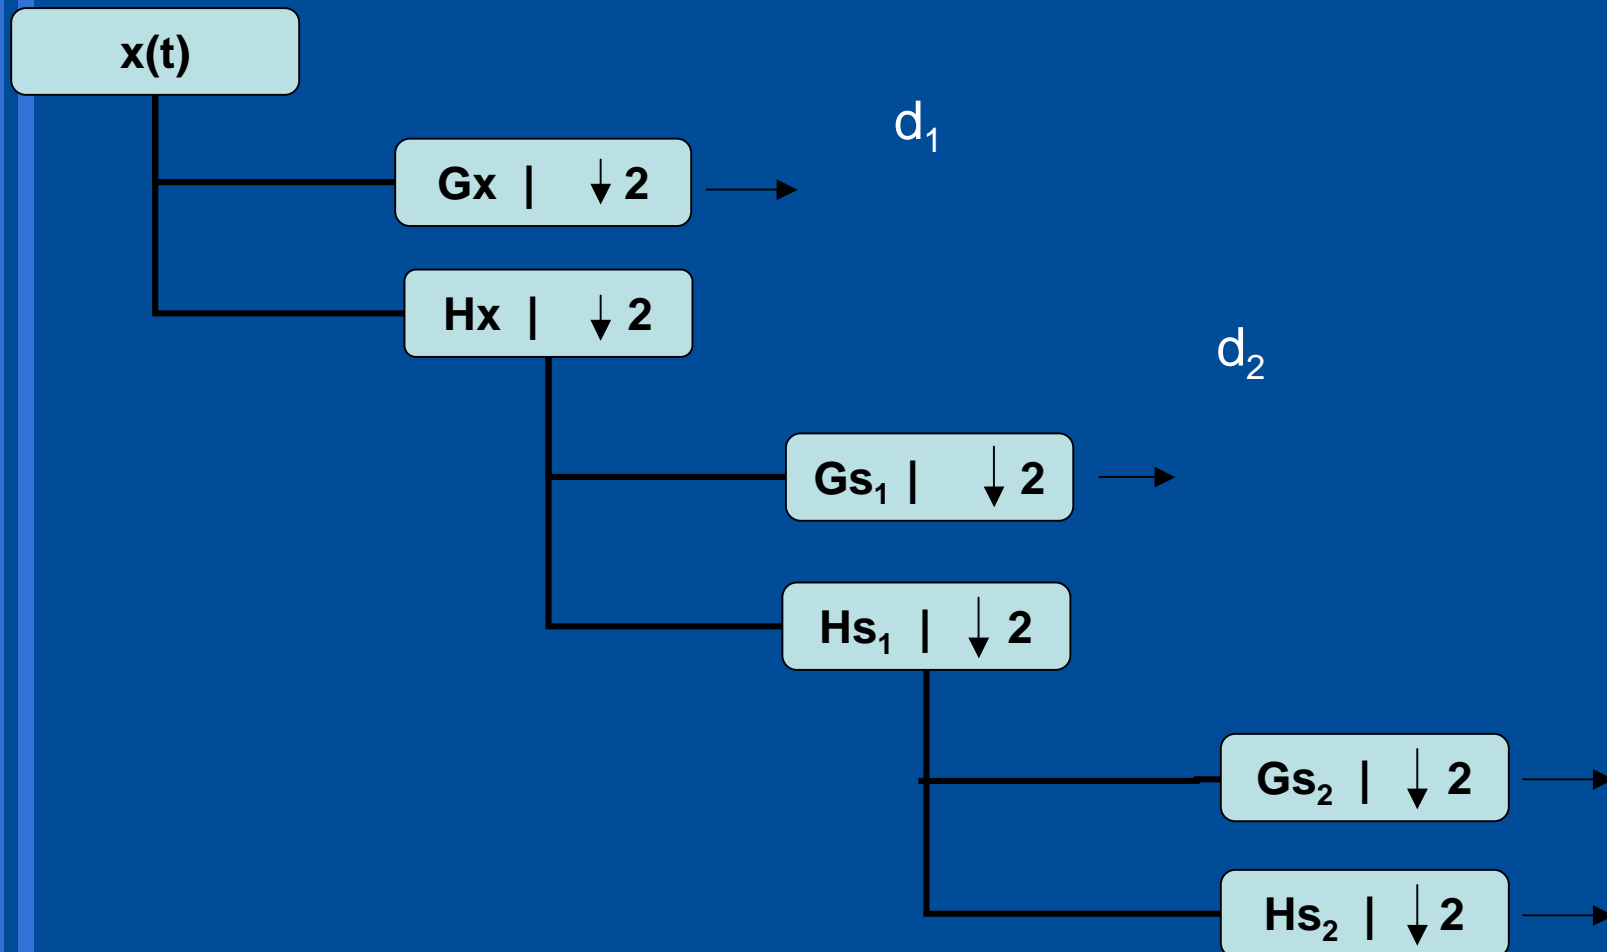 x(t)
d₁
Gx | ↓ 2
Hx | ↓ 2
d₂
Gs₁ | ↓ 2
Hs₁ | ↓ 2
Gs₂ | ↓ 2
Hs₂ | ↓ 2